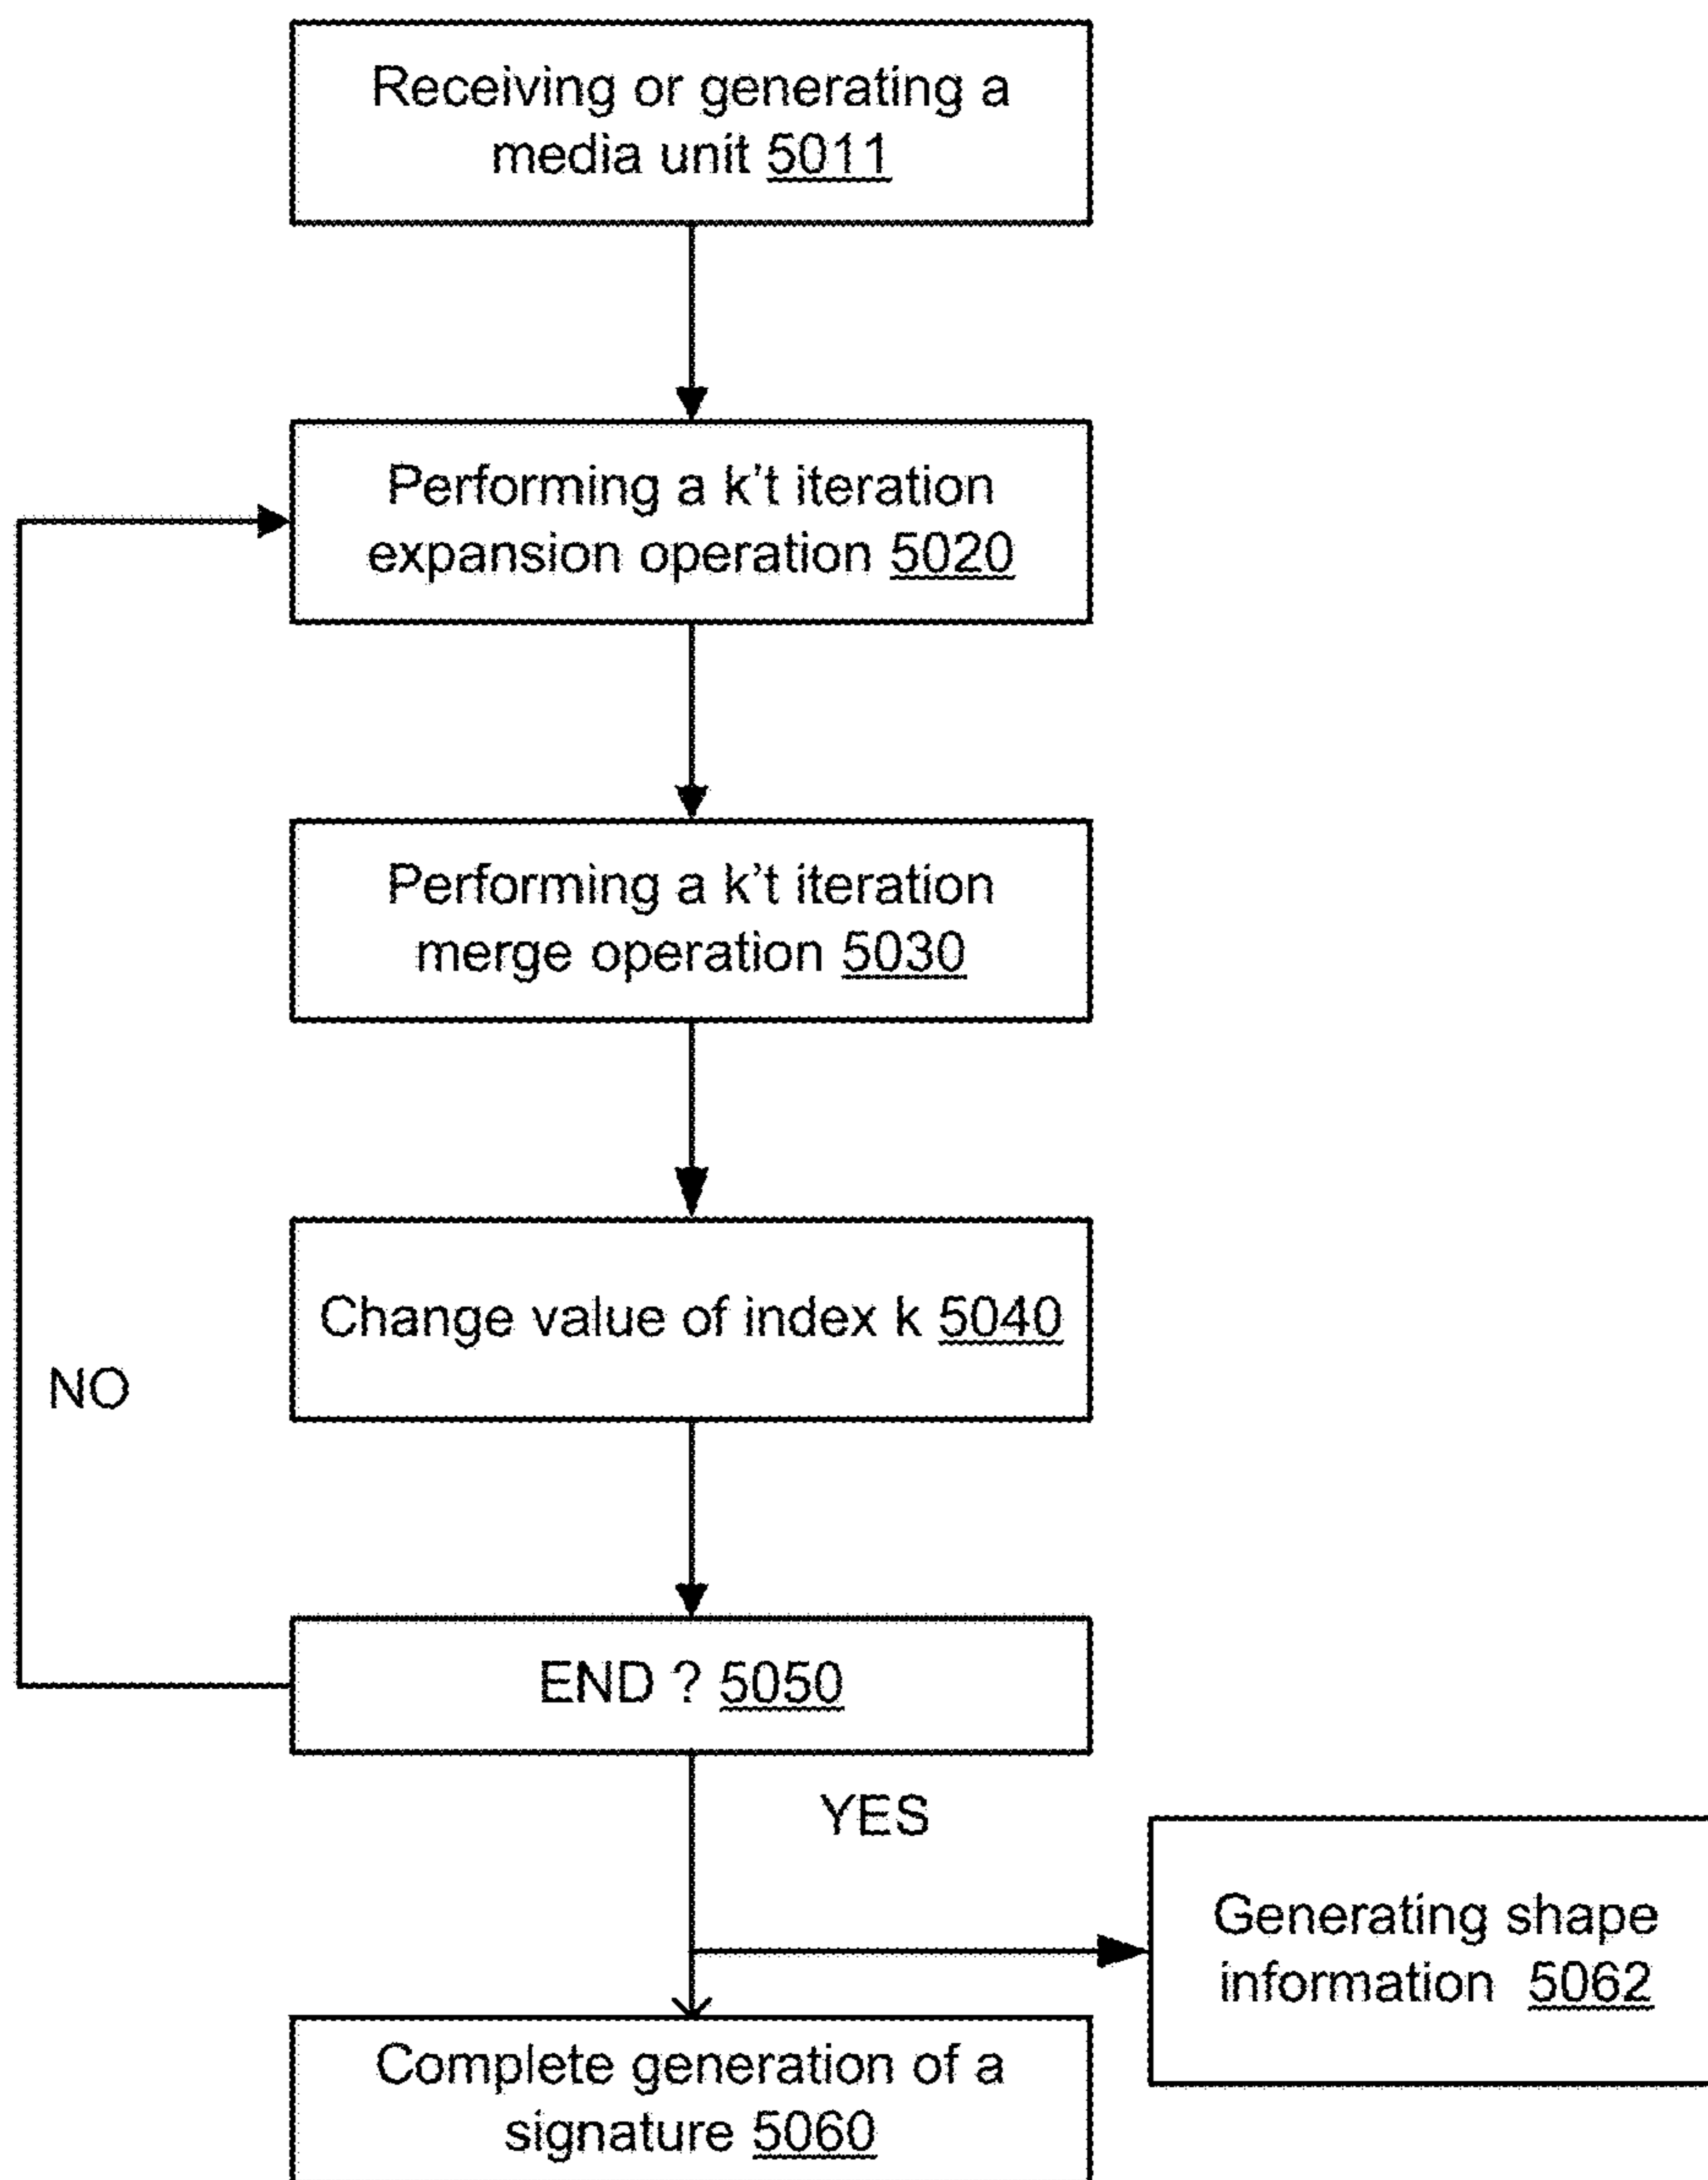 Receiving or generating a
media unit 5011
Performing a k't iteration
expansion operation 5020
Performing a k't iteration
merge operation 5030
Change value of index k 5040
NO
END ? 5050
YES
Generating shape
information 5062
Complete generation of a
signature 5060